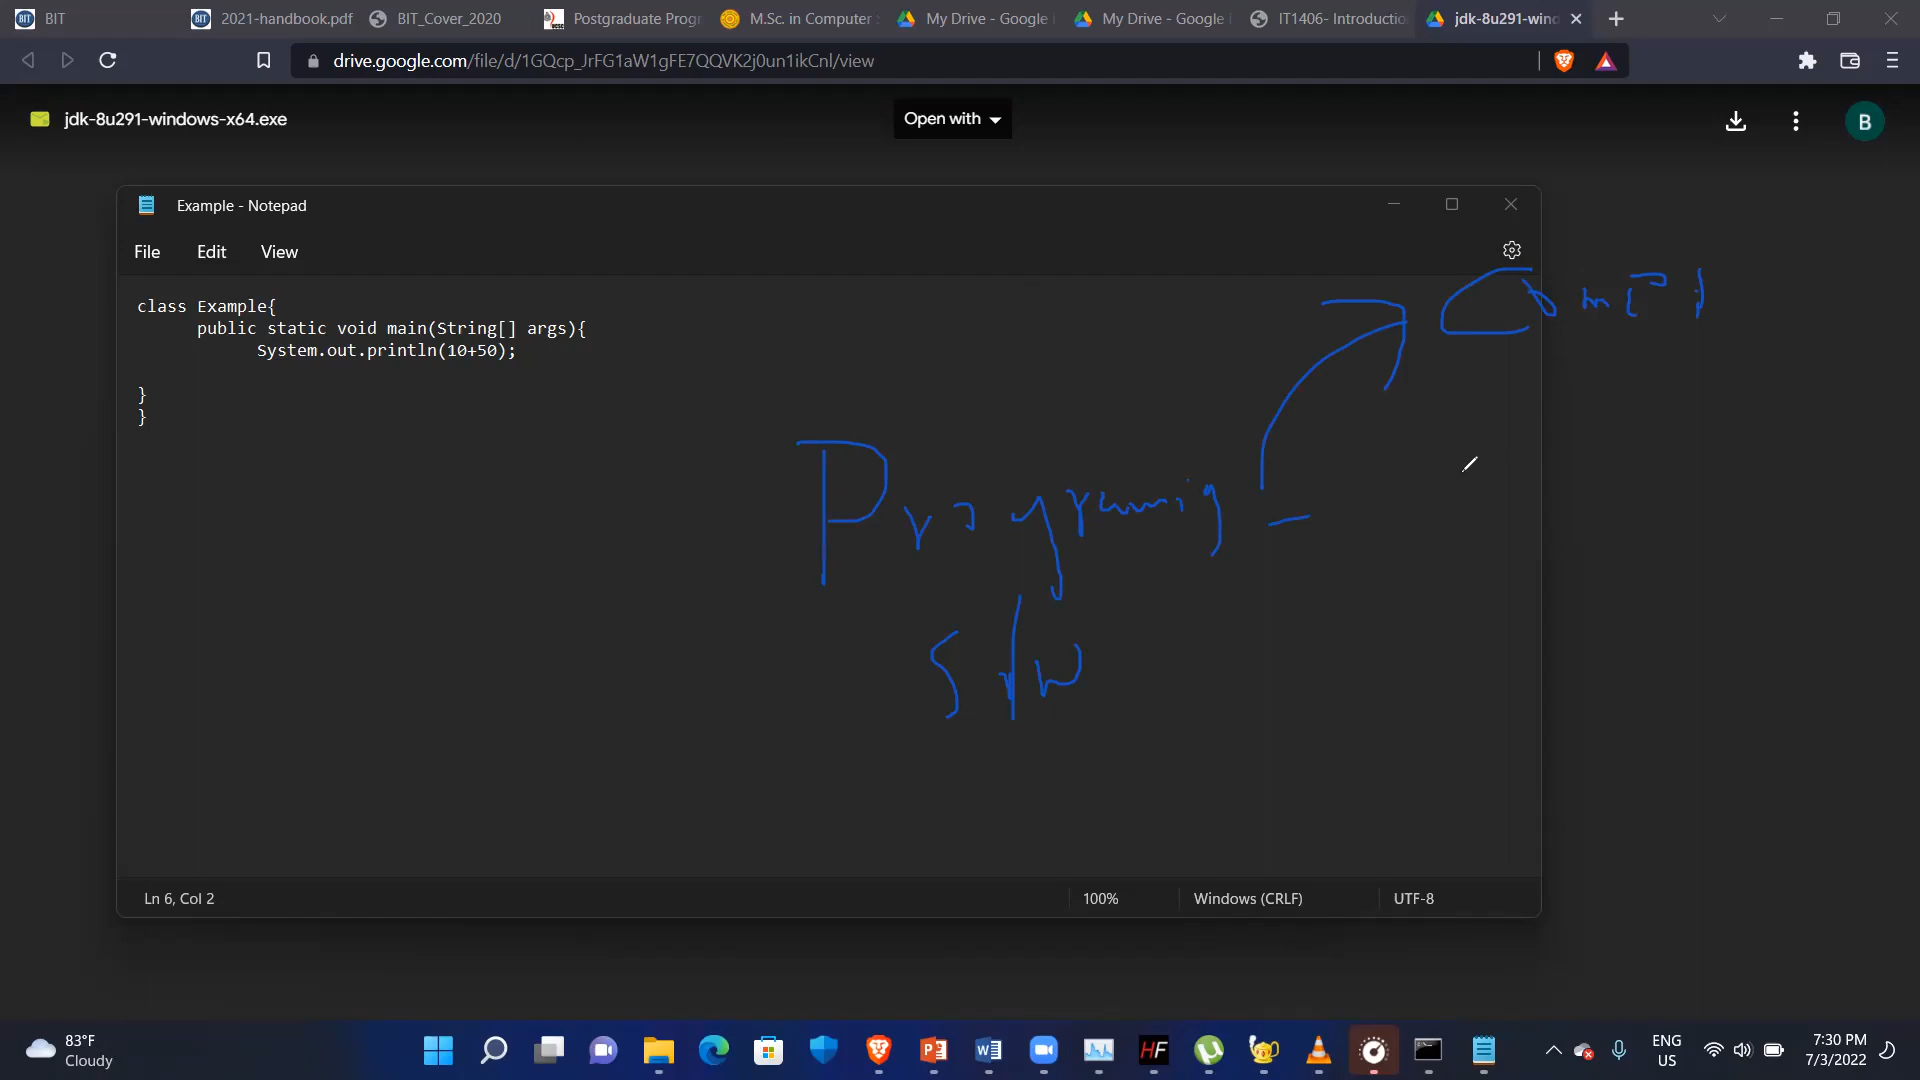 BIT
2021-handbook.pdf
BIT_Cover_2020
Postgraduate Prog
M.Sc. in Computer
My Drive - Google
My Drive - Google
IT1406- Introductio
jdk-8u291-wind
drive.google.com/file/d/1GQcp_JrFG1aW1gFE7QQVK2j0un1ikCnl/view
jdk-8u291-windows-x64.exe
Open with
B
Example - Notepad
File Edit View
class Example{
public static void main(String[] args){
System.out.println(10+50);
}
}
S/W
Ln 6, Col 2
100%
Windows (CRLF)
UTF-8
83°F
Cloudy
ENG
US
7:30 PM
7/3/2022